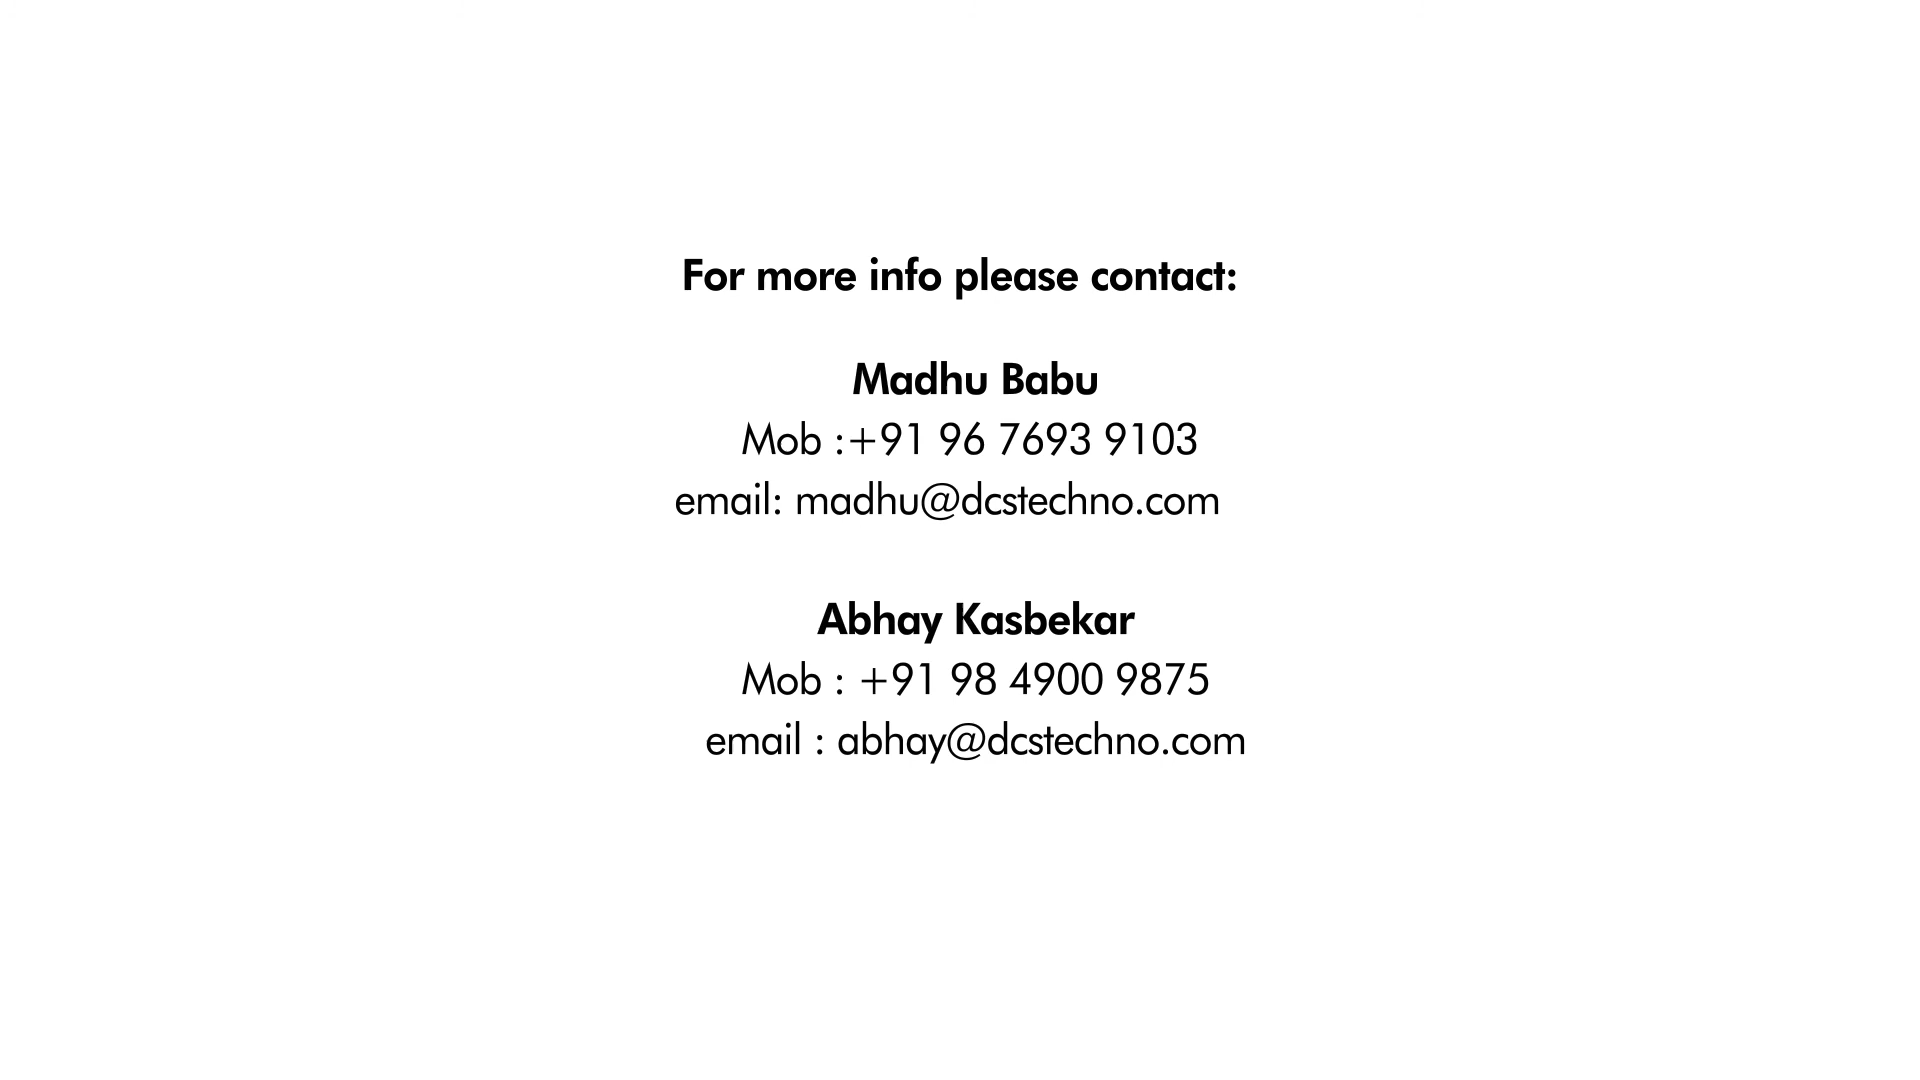 For more info please contact:
Madhu Babu
Mob :+91 96 7693 9103
email: madhu@dcstechno.com
Abhay Kasbekar
Mob : +91 98 4900 9875
email : abhay@dcstechno.com